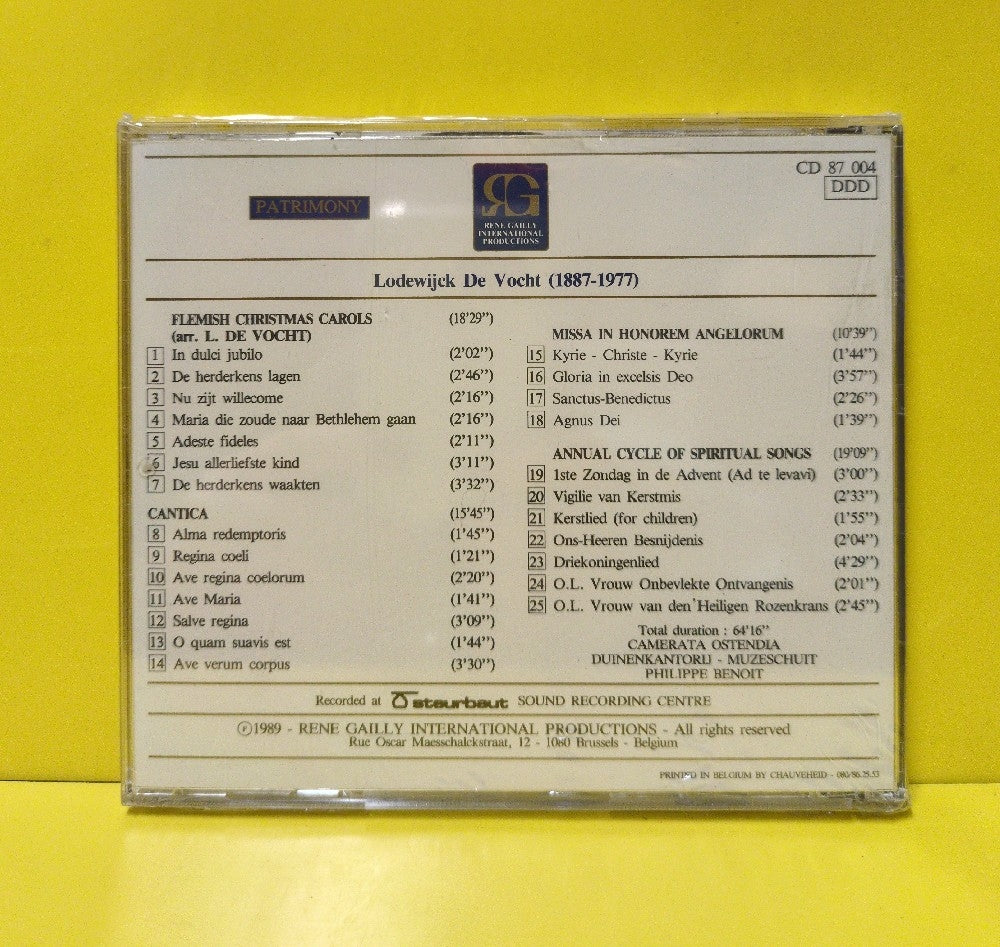 PATRIMONY
RG
RENE GAILLY
INTERNATIONAL
PRODUCTIONS
CD 87 004
DDD
Lodewijck De Vocht (1887-1977)
FLEMISH CHRISTMAS CAROLS (18'29")
(arr. L. DE VOCHT)
1 In dulci jubilo (2'02")
2 De herderkens lagen (2'46")
3 Nu zijt willecome (2'16")
4 Maria die zoude naar Bethlehem gaan (2'16")
5 Adeste fideles (2'11")
6 Jesu allerliefste kind (3'11")
7 De herderkens waakten (3'32")
CANTICA (15'45")
8 Alma redemptoris (1'45")
9 Regina coeli (1'21")
10 Ave regina coelorum (2'20")
11 Ave Maria (1'41")
12 Salve regina (3'09")
13 O quam suavis est (1'44")
14 Ave verum corpus (3'30")
MISSA IN HONOREM ANGELORUM (10'39")
15 Kyrie - Christe - Kyrie (1'44")
16 Gloria in excelsis Deo (3'57")
17 Sanctus-Benedictus (2'26")
18 Agnus Dei (1'39")
ANNUAL CYCLE OF SPIRITUAL SONGS (19'09")
19 1ste Zondag in de Advent (Ad te levavi) (3'00")
20 Vigilie van Kerstmis (2'33")
21 Kerstlied (for children) (1'55")
22 Ons-Heeren Besnijdenis (2'04")
23 Driekoningenlied (4'29")
24 O.L. Vrouw Onbevlekte Ontvangenis (2'01")
25 O.L. Vrouw van den Heiligen Rozenkrans (2'45")
Total duration : 64'16"
CAMERATA OSTENDIA
DUINENKANTORIJ - MUZESCHUIT
PHILIPPE BENOIT
Recorded at steurbaut SOUND RECORDING CENTRE
℗1989 - RENE GAILLY INTERNATIONAL PRODUCTIONS - All rights reserved
Rue Oscar Maesschalckstraat, 12 - 1080 Brussels - Belgium
PRINTED IN BELGIUM BY CHAUVEHEID - 080/86.25.53